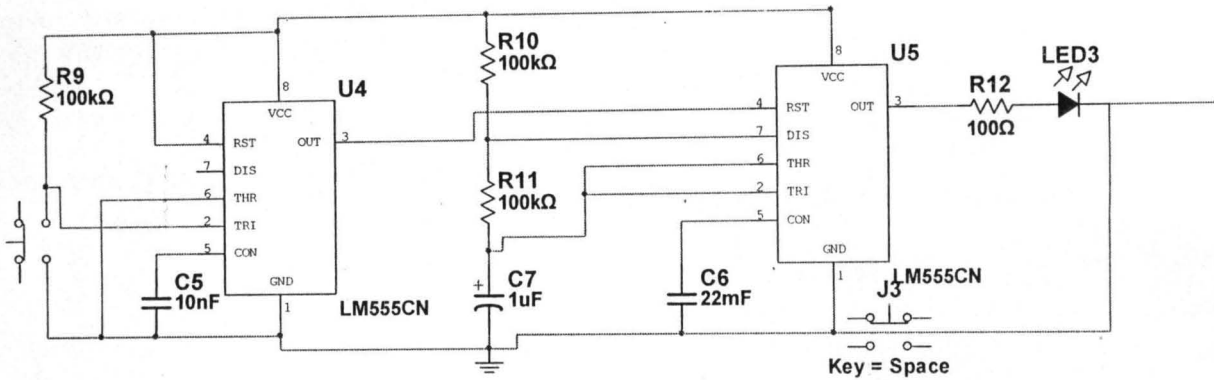 R9
100kΩ
U4
8
VCC
4
RST
OUT
3
7
DIS
6
THR
2
TRI
5
CON
GND
1
LM555CN
C5
10nF
R10
100kΩ
R11
100kΩ
C7
+
1uF
C6
22mF
U5
8
VCC
4
RST
OUT
3
7
DIS
6
THR
2
TRI
5
CON
GND
1
LM555CN
R12
100Ω
LED3
J3
Key = Space